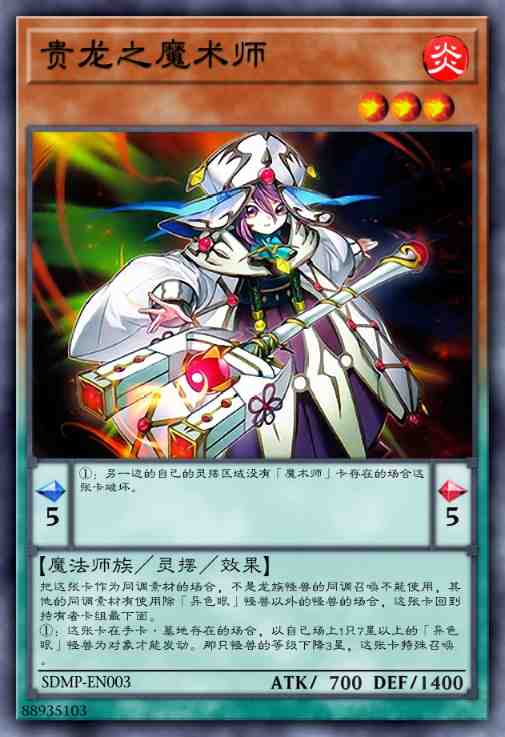 贵龙之魔术师
炎
①：另一边的自己的灵摆区域没有「魔术师」卡存在的场合这
张卡破坏。
5
5
【魔法师族／灵摆／效果】
把这张卡作为同调素材的场合，不是龙族怪兽的同调召唤不能使用，其
他的同调素材有使用除「异色眼」怪兽以外的怪兽的场合，这张卡回到
持有者卡组最下面。
①：这张卡在手卡·墓地存在的场合，以自己场上1只7星以上的「异色
眼」怪兽为对象才能发动。那只怪兽的等级下降3星，这张卡特殊召唤
。
SDMP-EN003
ATK/ 700 DEF/1400
88935103